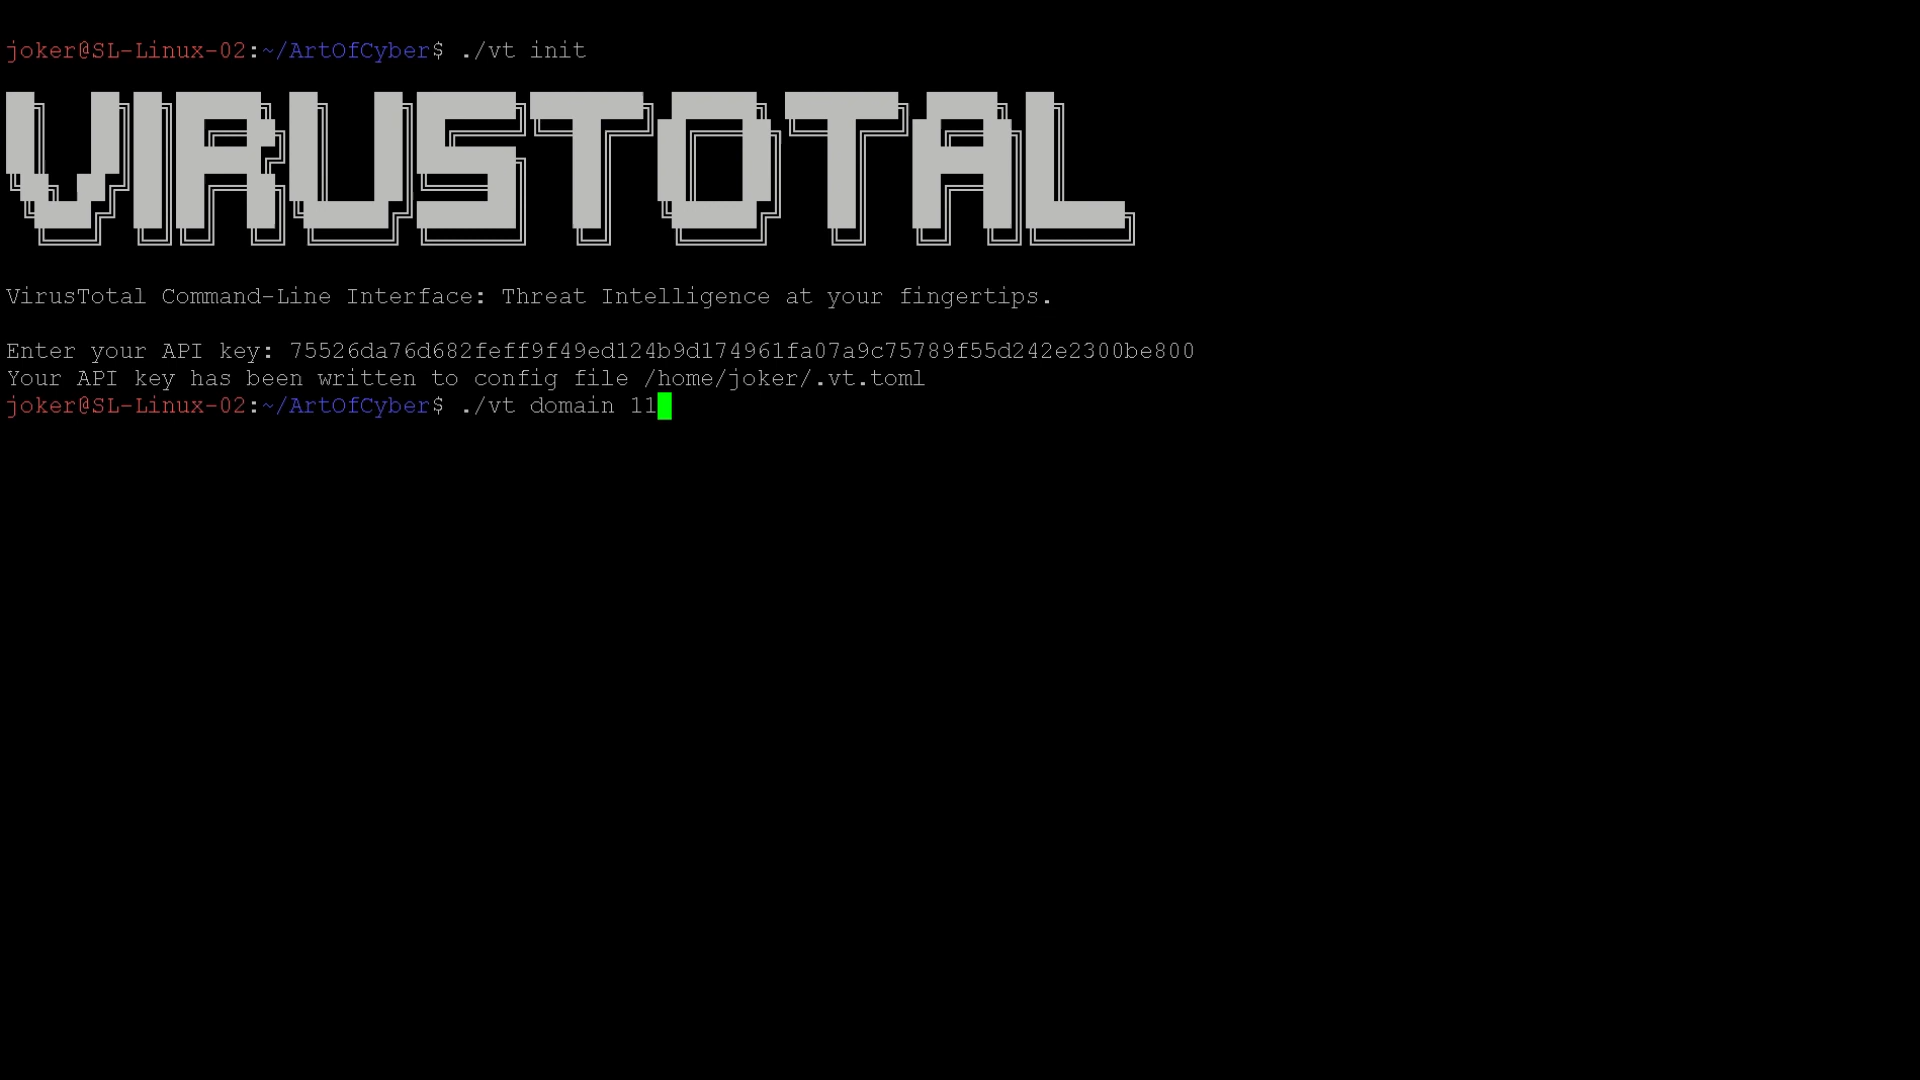 joker@SL-Linux-02:~/ArtOfCyber$ ./vt init
VIRUSTOTAL
VirusTotal Command-Line Interface: Threat Intelligence at your fingertips.
Enter your API key: 75526da76d682feff9f49ed124b9d174961fa07a9c75789f55d242e2300be800
Your API key has been written to config file /home/joker/.vt.toml
joker@SL-Linux-02:~/ArtOfCyber$ ./vt domain 11